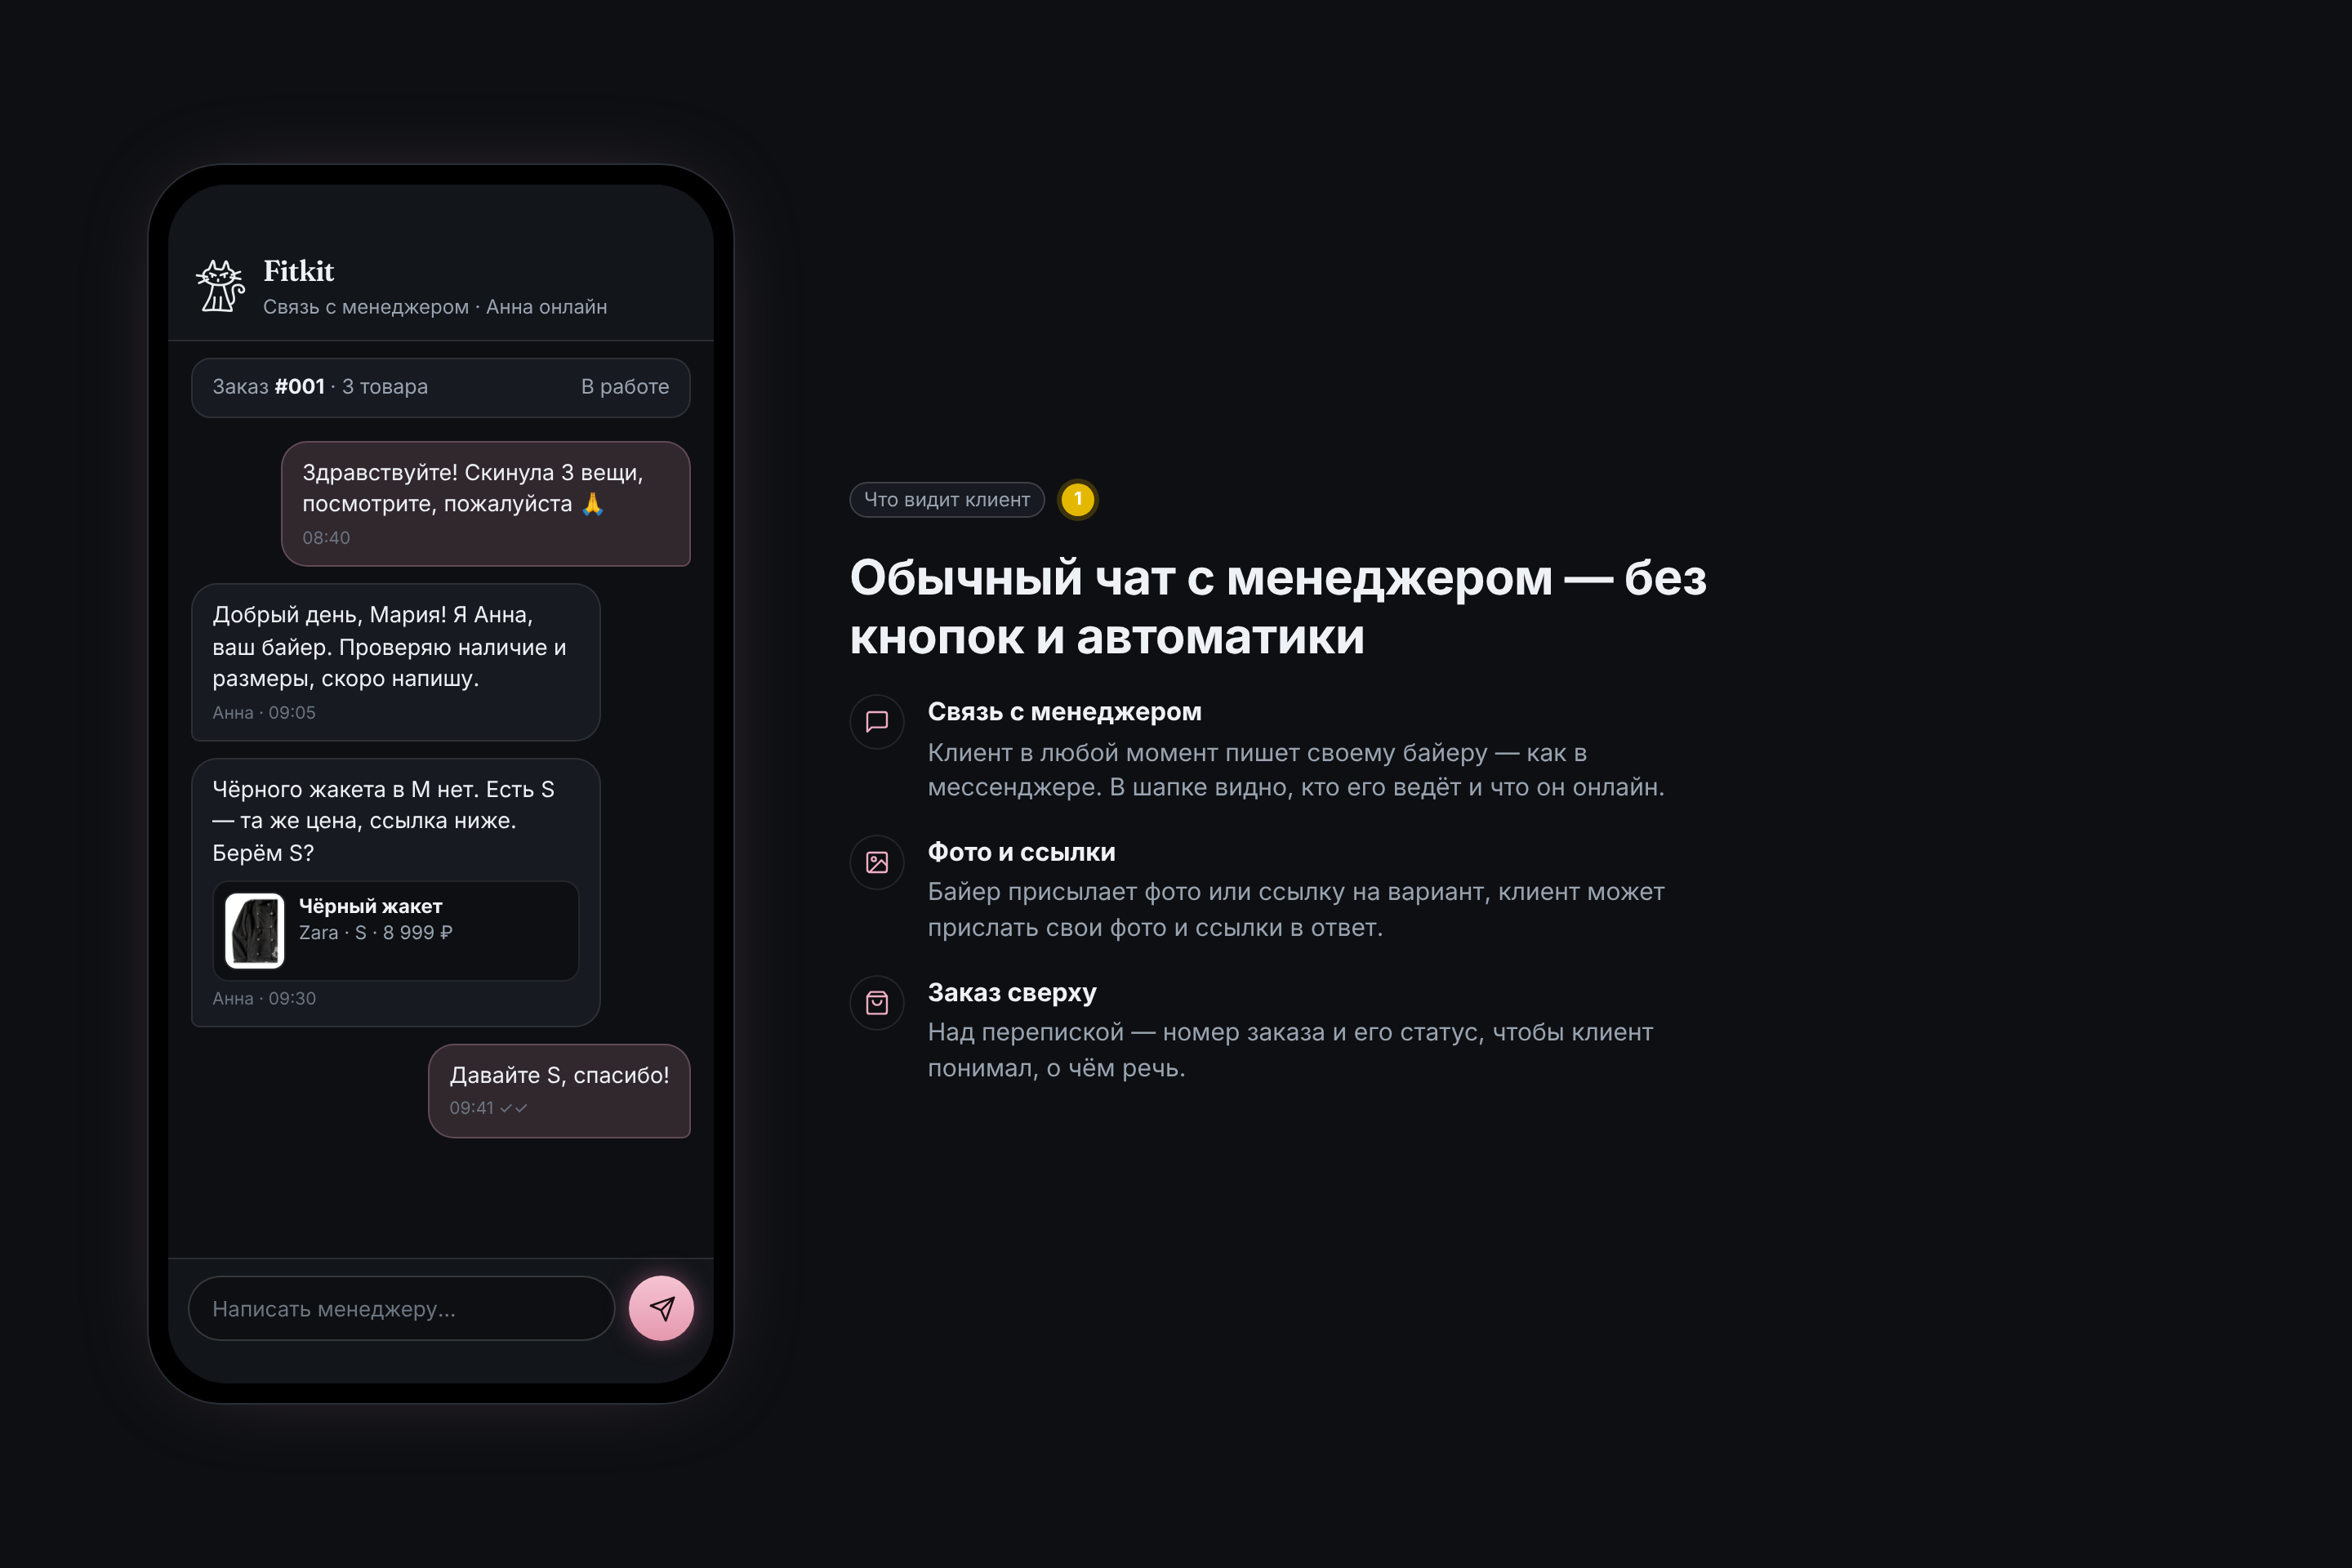 Fitkit
Связь с менеджером · Анна онлайн
Заказ #001 · 3 товара
В работе
Здравствуйте! Скинула 3 вещи,
посмотрите, пожалуйста 🙏
08:40
Добрый день, Мария! Я Анна,
ваш байер. Проверяю наличие и
размеры, скоро напишу.
Анна · 09:05
Чёрного жакета в M нет. Есть S
— та же цена, ссылка ниже.
Берём S?
Чёрный жакет
Zara · S · 8 999 ₽
Анна · 09:30
Давайте S, спасибо!
09:41 ✓✓
Написать менеджеру...
Что видит клиент
1
Обычный чат с менеджером — без
кнопок и автоматики
Связь с менеджером
Клиент в любой момент пишет своему байеру — как в
мессенджере. В шапке видно, кто его ведёт и что он онлайн.
Фото и ссылки
Байер присылает фото или ссылку на вариант, клиент может
прислать свои фото и ссылки в ответ.
Заказ сверху
Над перепиской — номер заказа и его статус, чтобы клиент
понимал, о чём речь.